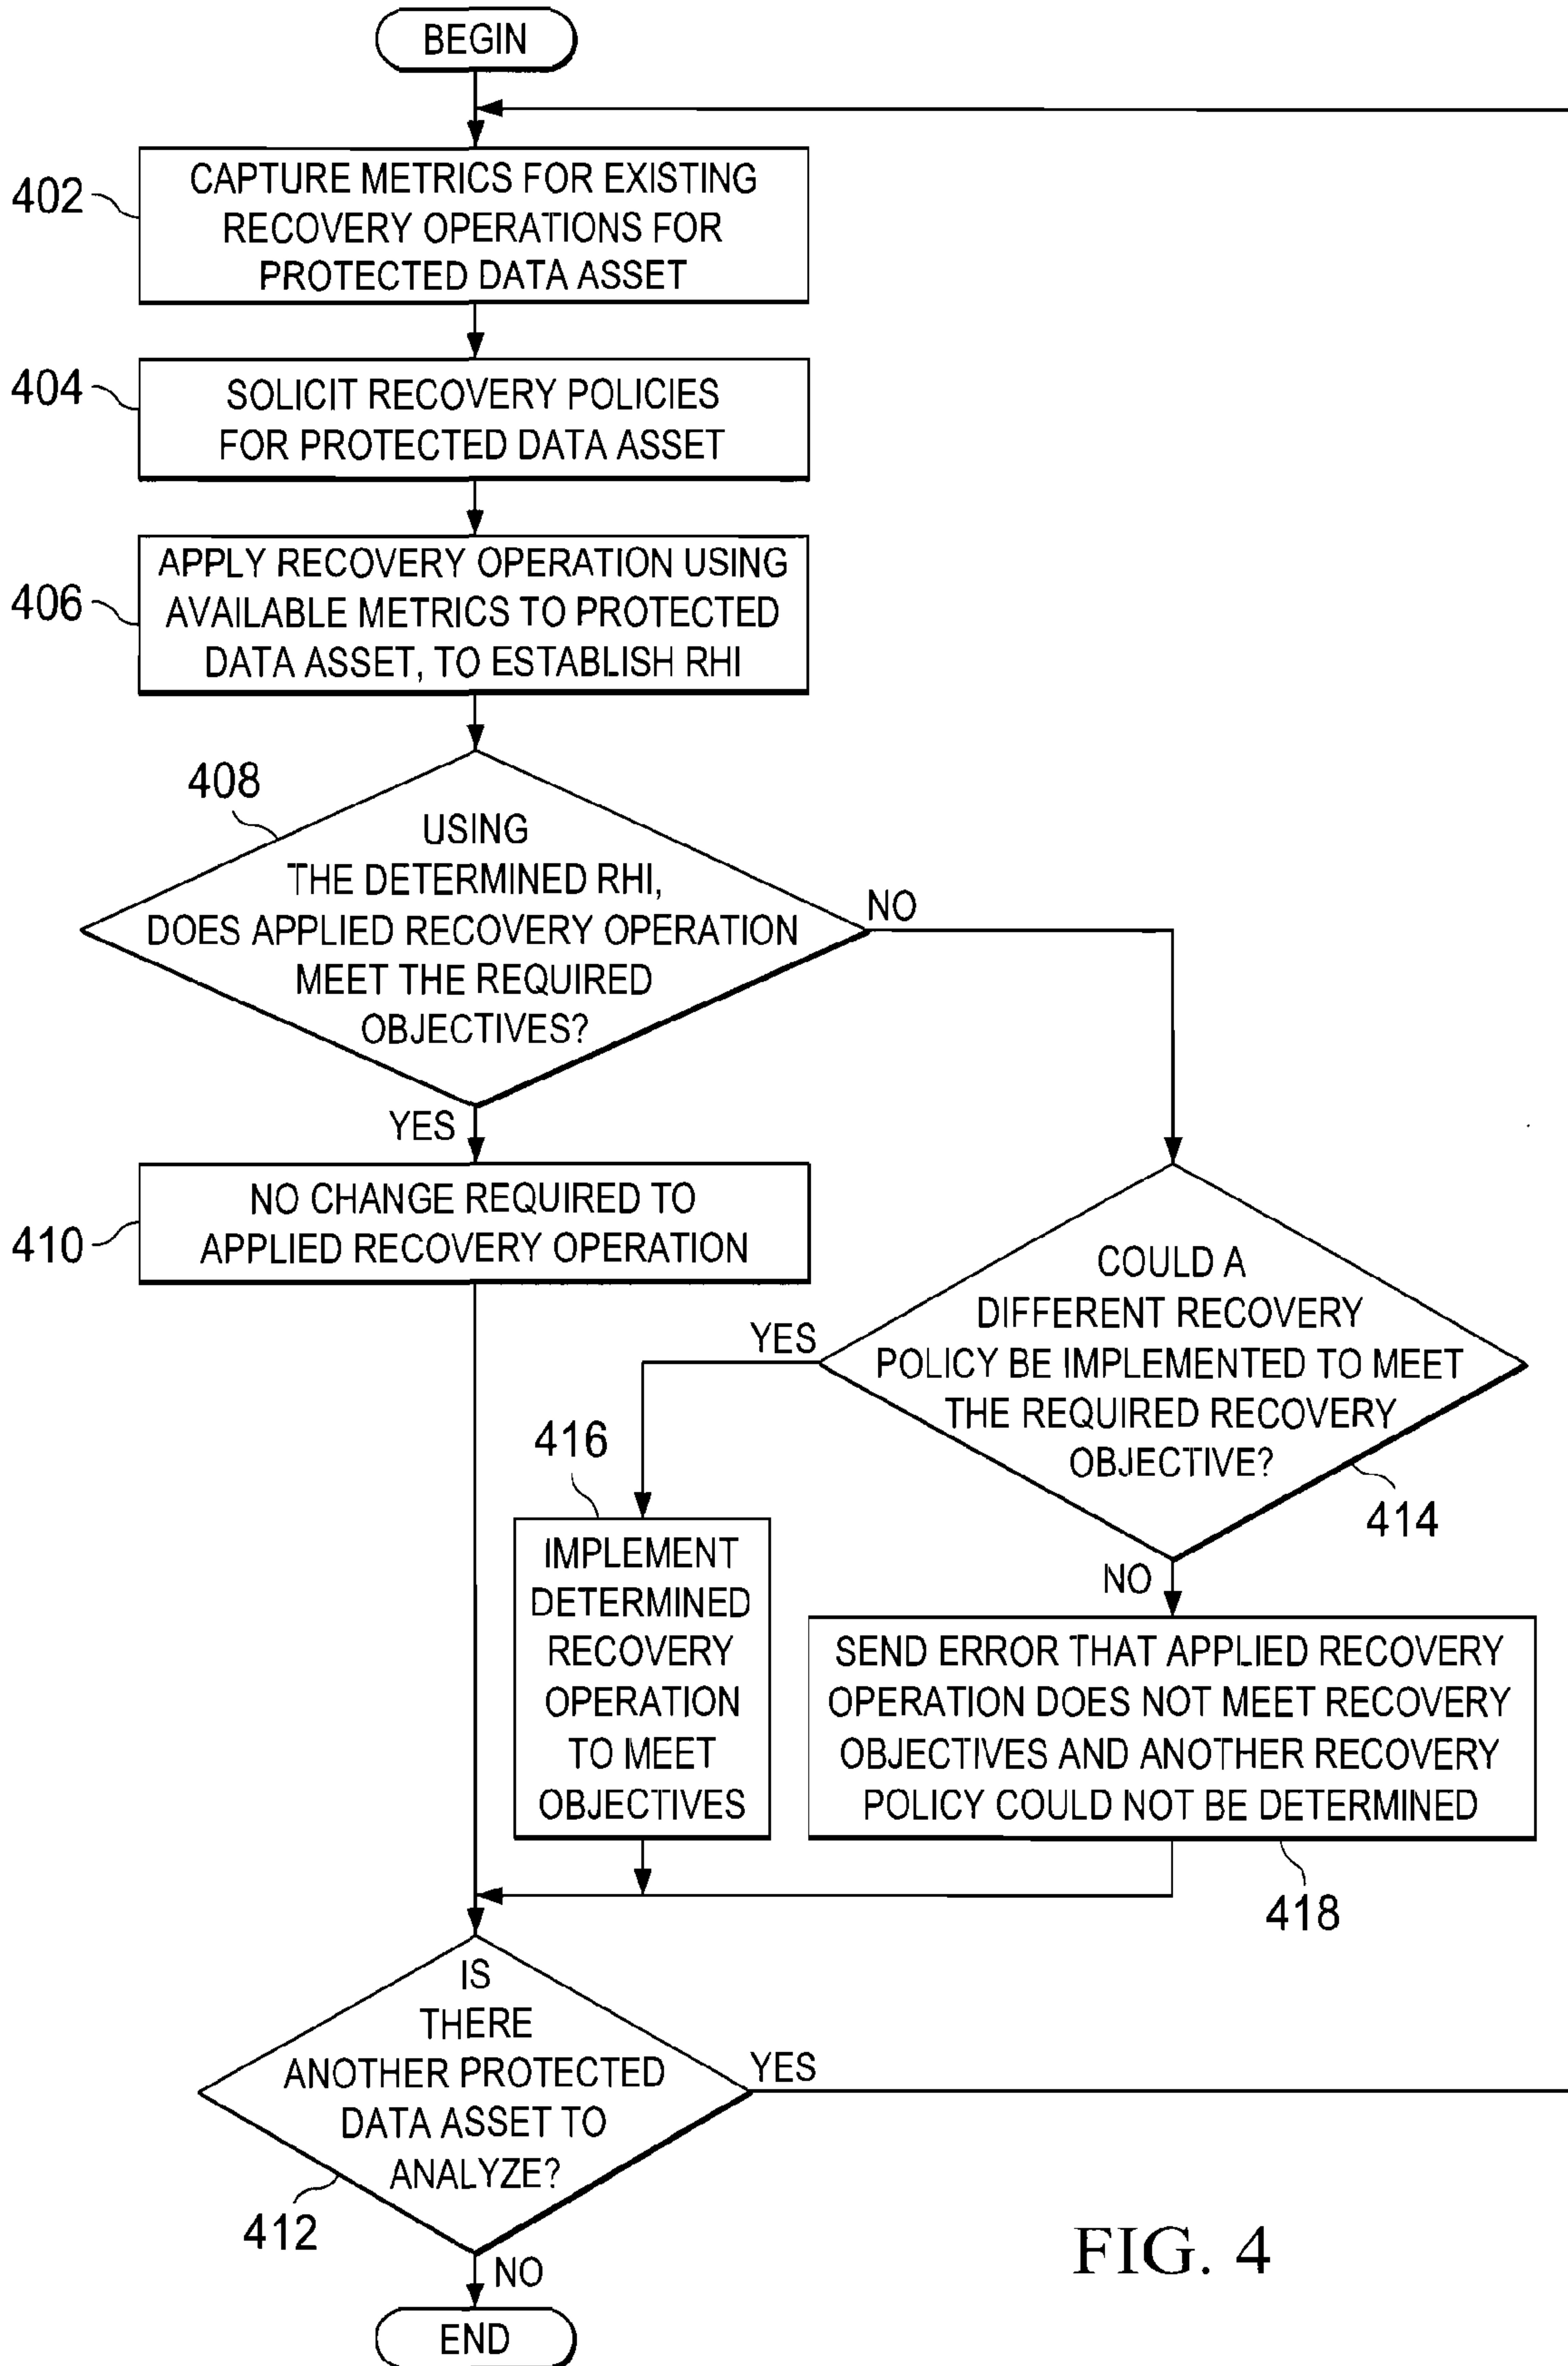 BEGIN
402
CAPTURE METRICS FOR EXISTING
RECOVERY OPERATIONS FOR
PROTECTED DATA ASSET
404
SOLICIT RECOVERY POLICIES
FOR PROTECTED DATA ASSET
406
APPLY RECOVERY OPERATION USING
AVAILABLE METRICS TO PROTECTED
DATA ASSET, TO ESTABLISH RHI
408
USING
THE DETERMINED RHI,
DOES APPLIED RECOVERY OPERATION
MEET THE REQUIRED
OBJECTIVES?
NO
YES
410
NO CHANGE REQUIRED TO
APPLIED RECOVERY OPERATION
COULD A
DIFFERENT RECOVERY
POLICY BE IMPLEMENTED TO MEET
THE REQUIRED RECOVERY
OBJECTIVE?
YES
414
NO
416
IMPLEMENT
DETERMINED
RECOVERY
OPERATION
TO MEET
OBJECTIVES
SEND ERROR THAT APPLIED RECOVERY
OPERATION DOES NOT MEET RECOVERY
OBJECTIVES AND ANOTHER RECOVERY
POLICY COULD NOT BE DETERMINED
418
IS
THERE
ANOTHER PROTECTED
DATA ASSET TO
ANALYZE?
YES
412
NO
END
FIG. 4